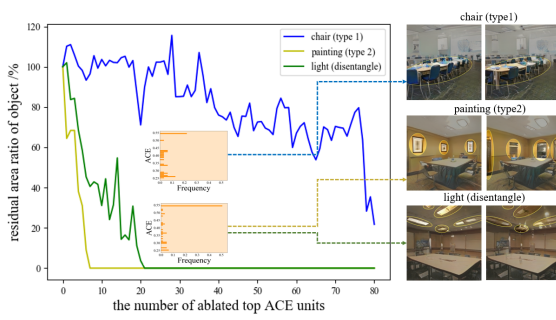 chair (type1)
120
100
80
60
40
20
0
residual area ratio of object /%
chair (type 1)
painting (type 2)
light (disentangle)
ACE
Frequency
ACE
Frequency
painting (type2)
light (disentangle)
0 10 20 30 40 50 60 70 80
the number of ablated top ACE units